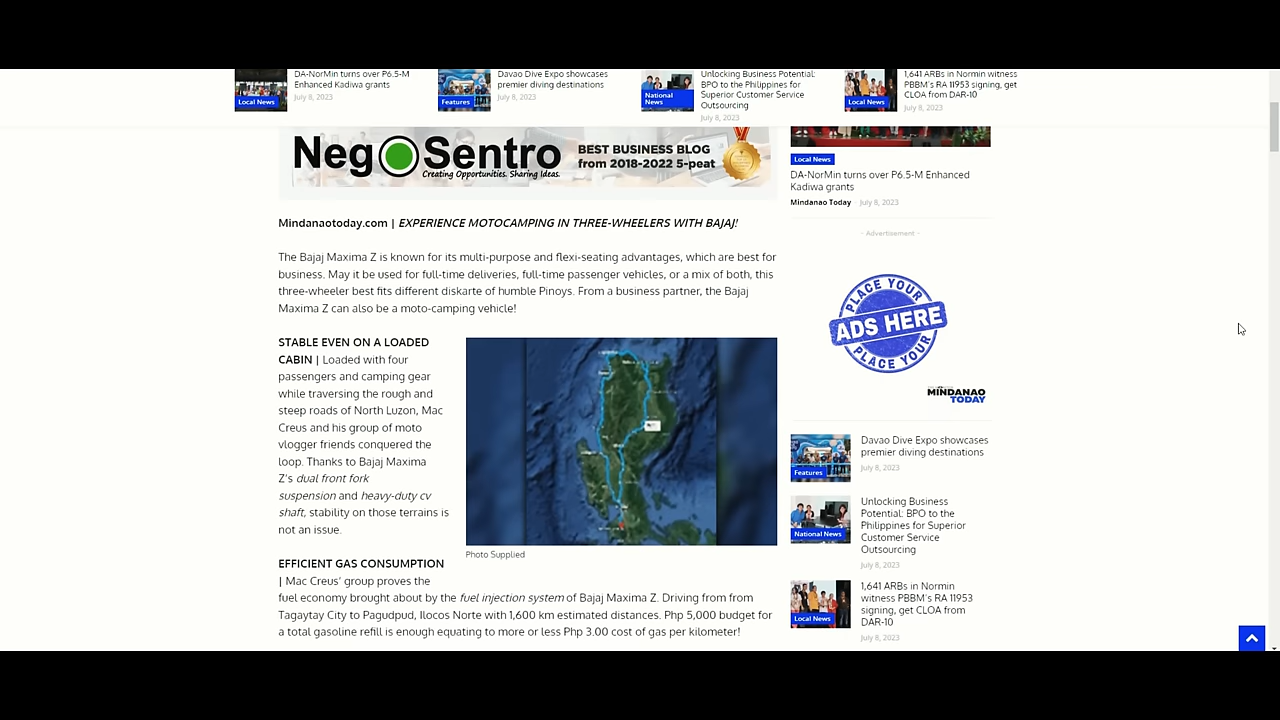 DA-NorMin turns over P6.5-M
Enhanced Kadiwa grants
July 8, 2023
Local News
Davao Dive Expo showcases
premier diving destinations
July 8, 2023
Features
Unlocking Business Potential:
BPO to the Philippines for
Superior Customer Service
Outsourcing
July 8, 2023
National
News
1,641 ARBs in Normin witness
PBBM's RA 11953 signing, get
CLOA from DAR-10
July 8, 2023
Local News
NegoSentro
Creating Opportunities. Sharing Ideas.
BEST BUSINESS BLOG
from 2018-2022 5-peat
Mindanaotoday.com | EXPERIENCE MOTOCAMPING IN THREE-WHEELERS WITH BAJAJ!
The Bajaj Maxima Z is known for its multi-purpose and flexi-seating advantages, which are best for
business. May it be used for full-time deliveries, full-time passenger vehicles, or a mix of both, this
three-wheeler best fits different diskarte of humble Pinoys. From a business partner, the Bajaj
Maxima Z can also be a moto-camping vehicle!
STABLE EVEN ON A LOADED
CABIN | Loaded with four
passengers and camping gear
while traversing the rough and
steep roads of North Luzon, Mac
Creus and his group of moto
vlogger friends conquered the
loop. Thanks to Bajaj Maxima
Z's dual front fork
suspension and heavy-duty cv
shaft, stability on those terrains is
not an issue.
Photo Supplied
EFFICIENT GAS CONSUMPTION
| Mac Creus' group proves the
fuel economy brought about by the fuel injection system of Bajaj Maxima Z. Driving from from
Tagaytay City to Pagudpud, Ilocos Norte with 1,600 km estimated distances. Php 5,000 budget for
a total gasoline refill is enough equating to more or less Php 3.00 cost of gas per kilometer!
Local News
DA-NorMin turns over P6.5-M Enhanced
Kadiwa grants
Mindanao Today - July 8, 2023
- Advertisement -
PLACE YOUR
ADS HERE
PLACE YOUR
MINDANAO
TODAY
Davao Dive Expo showcases
premier diving destinations
July 8, 2023
Features
Unlocking Business
Potential: BPO to the
Philippines for Superior
Customer Service
Outsourcing
July 8, 2023
National News
1,641 ARBs in Normin
witness PBBM's RA 11953
signing, get CLOA from
DAR-10
July 8, 2023
Local News